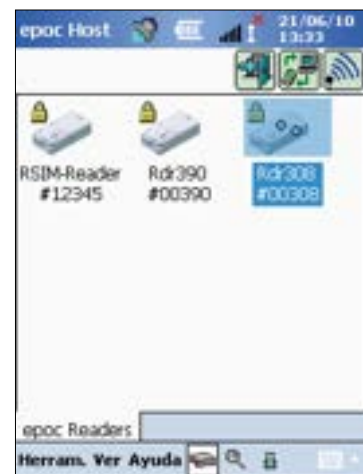 epoc Host 21/06/10
13:33
RSIM-Reader Rdr390 Rdr308
#12345 #00390 #00308
epoc Readers
Herram. Ver Ayuda